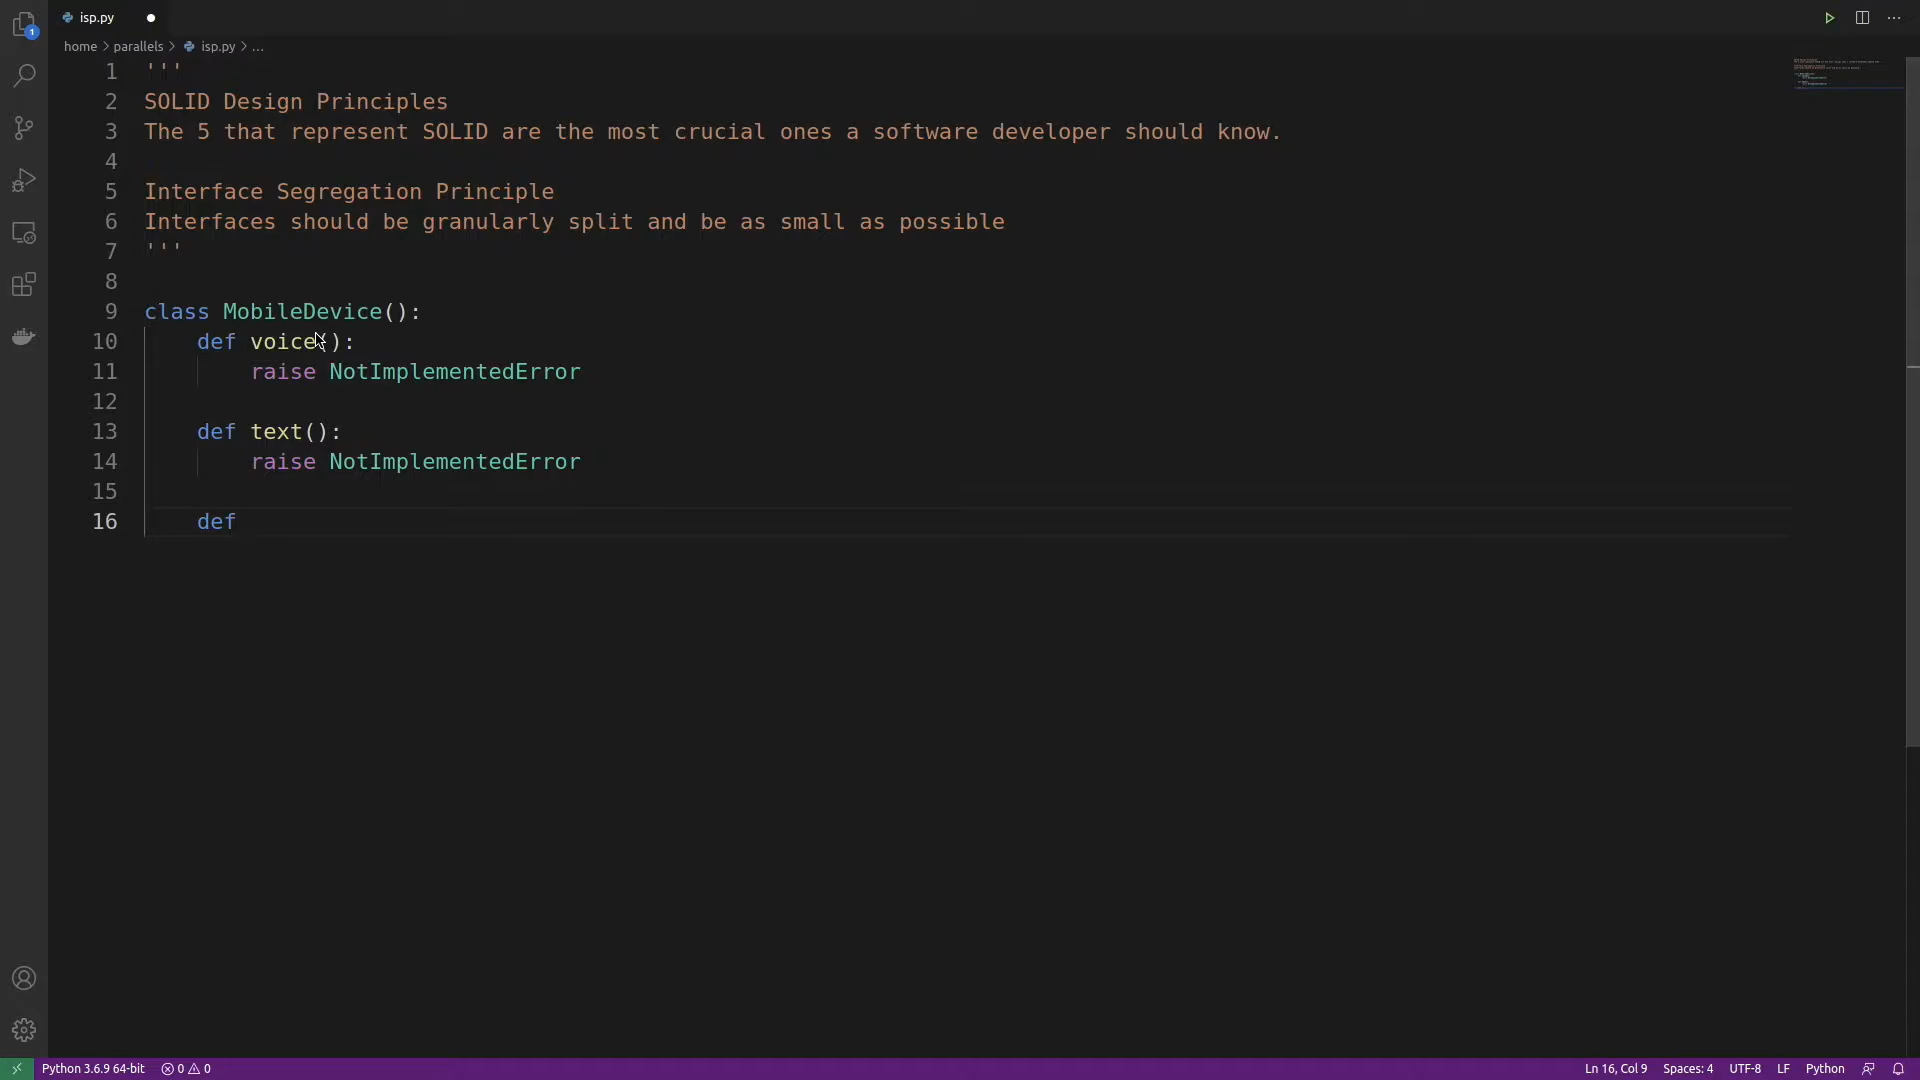 isp.py
home > parallels > isp.py > ...
1 '''
2 SOLID Design Principles
3 The 5 that represent SOLID are the most crucial ones a software developer should know.
4
5 Interface Segregation Principle
6 Interfaces should be granularly split and be as small as possible
7 '''
8
9 class MobileDevice():
10     def voice():
11         raise NotImplementedError
12
13     def text():
14         raise NotImplementedError
15
16     def
1
Python 3.6.9 64-bit 0 0 Ln 16, Col 9 Spaces: 4 UTF-8 LF Python